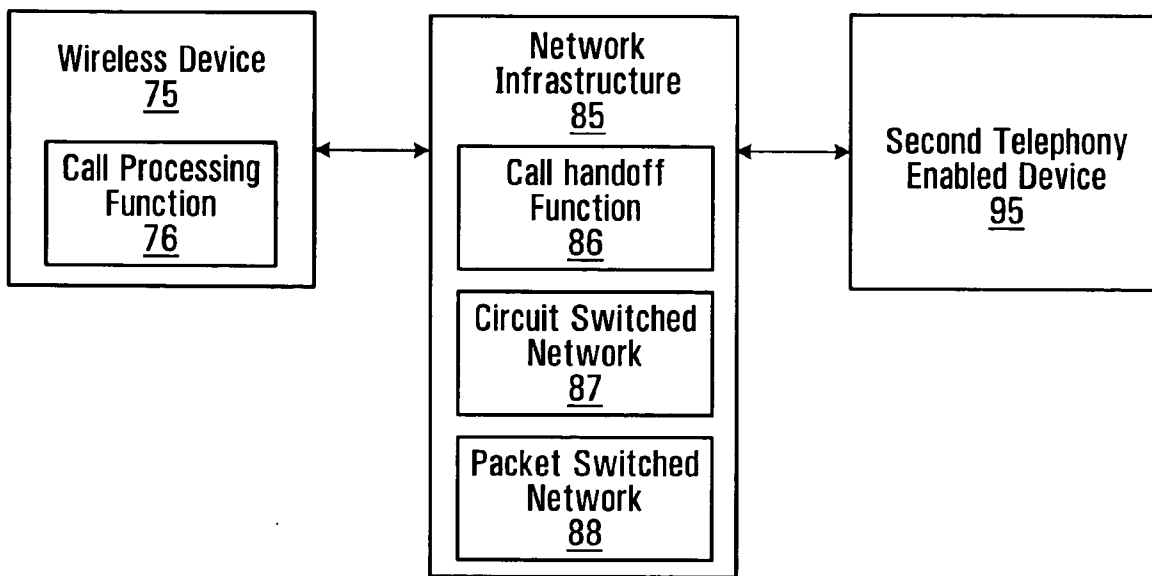 Wireless Device
75
Call Processing
Function
76
Network
Infrastructure
85
Call handoff
Function
86
Circuit Switched
Network
87
Packet Switched
Network
88
Second Telephony
Enabled Device
95